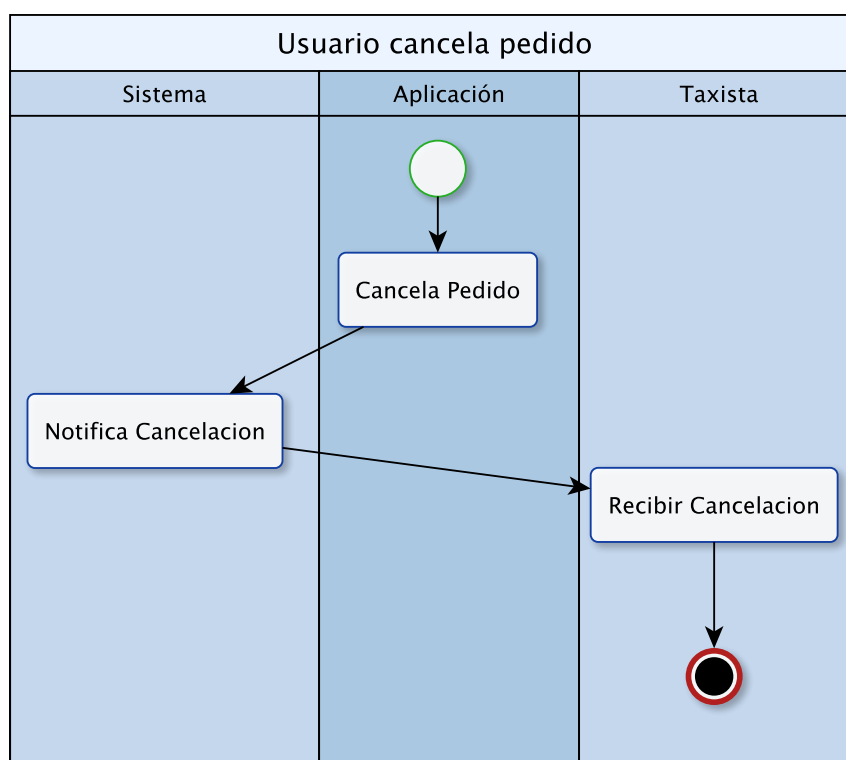 Usuario cancela pedido
Sistema
Aplicación
Taxista
Cancela Pedido
Notifica Cancelacion
Recibir Cancelacion